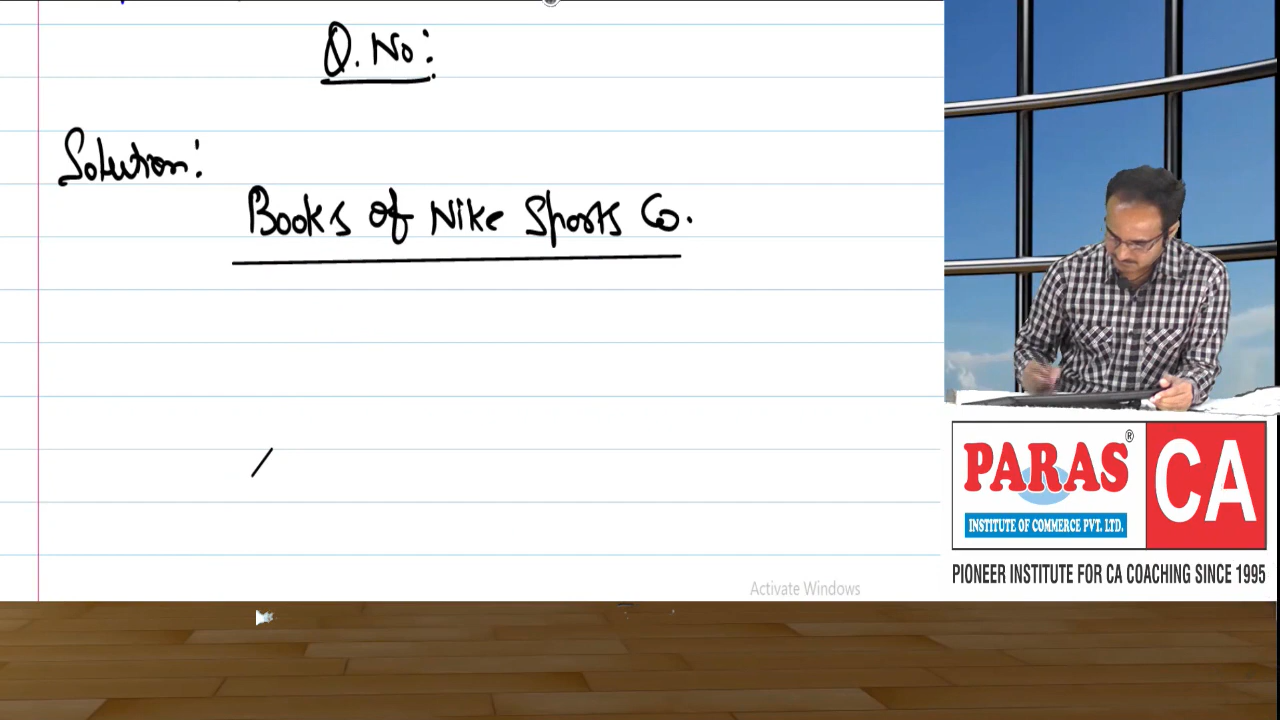 Q. No:
Solution:
Books of Nike Sports Co.
PARAS®
INSTITUTE OF COMMERCE PVT. LTD.
CA
PIONEER INSTITUTE FOR CA COACHING SINCE 1995
Activate Windows